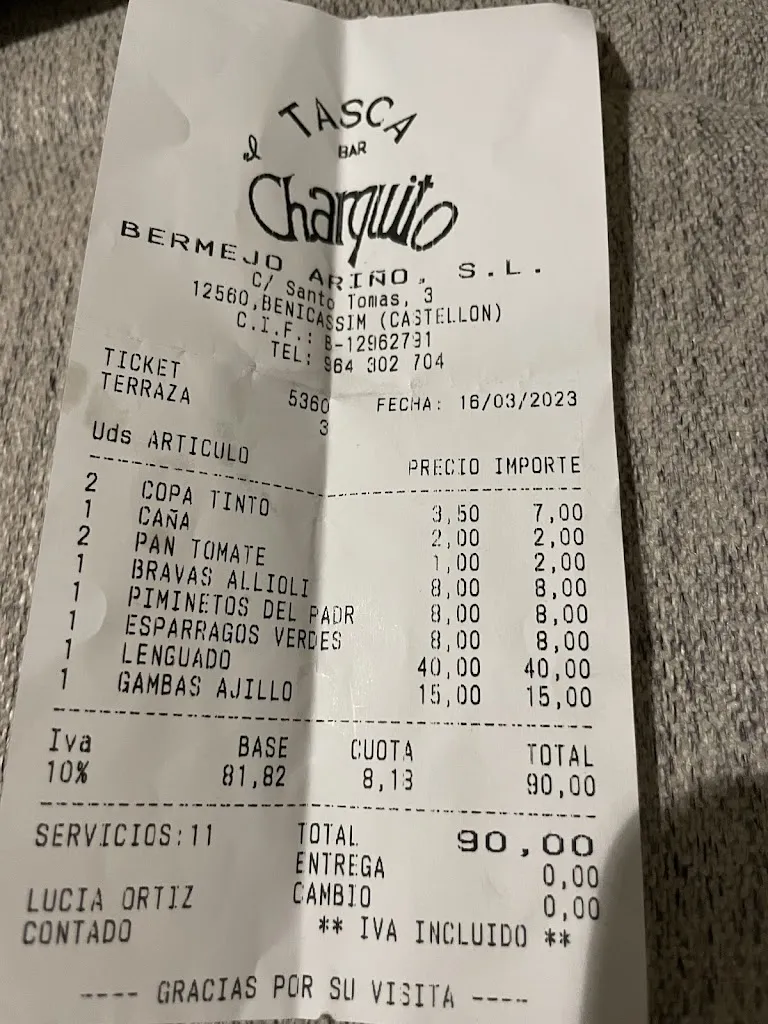 TASCA
el BAR
Charquito
BERMEJO ARIÑO, S.L.
C/ Santo Tomas, 3
12560,BENICASSIM (CASTELLON)
C.I.F.: B-12962791
TEL: 964 302 704
TICKET 5360 FECHA: 16/03/2023
TERRAZA 3
Uds ARTICULO PRECIO IMPORTE
2 COPA TINTO 3,50 7,00
1 CAÑA 2,00 2,00
2 PAN TOMATE 1,00 2,00
1 BRAVAS ALLIOLI 8,00 8,00
1 PIMINETOS DEL PADR 8,00 8,00
1 ESPARRAGOS VERDES 8,00 8,00
1 LENGUADO 40,00 40,00
1 GAMBAS AJILLO 15,00 15,00
Iva BASE CUOTA TOTAL
10% 81,82 8,18 90,00
SERVICIOS:11 TOTAL 90,00
ENTREGA 0,00
LUCIA ORTIZ CAMBIO 0,00
CONTADO ** IVA INCLUIDO **
---- GRACIAS POR SU VISITA ----